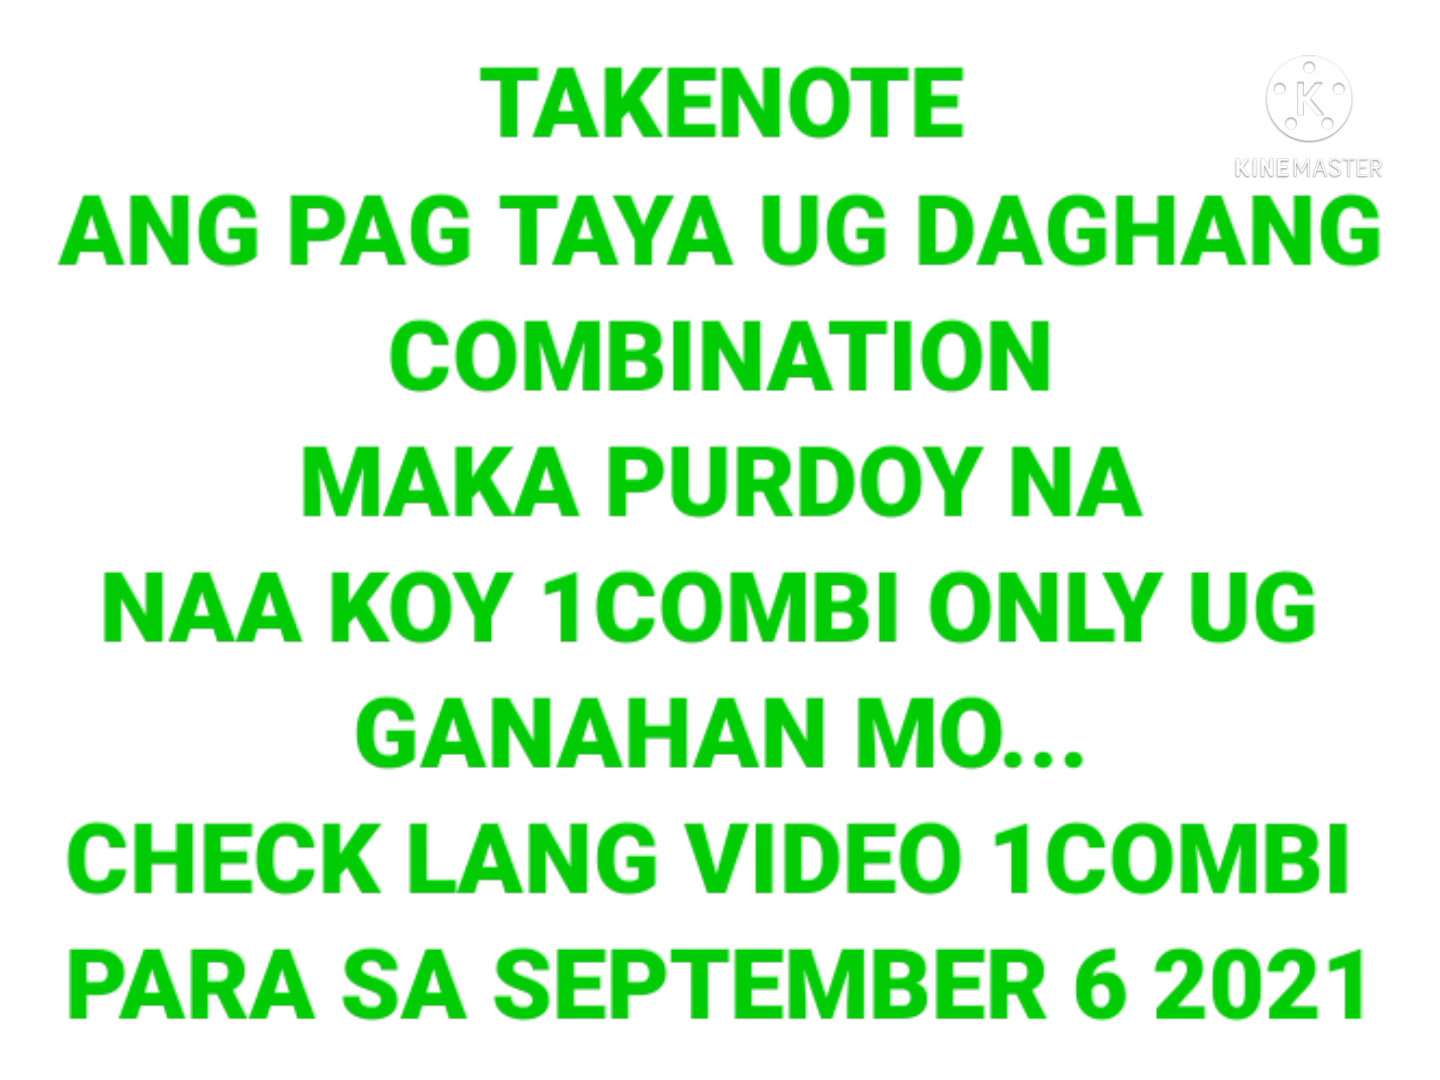 TAKENOTE
K
KINEMASTER
ANG PAG TAYA UG DAGHANG
COMBINATION
MAKA PURDOY NA
NAA KOY 1COMBI ONLY UG
GANAHAN MO...
CHECK LANG VIDEO 1COMBI
PARA SA SEPTEMBER 6 2021